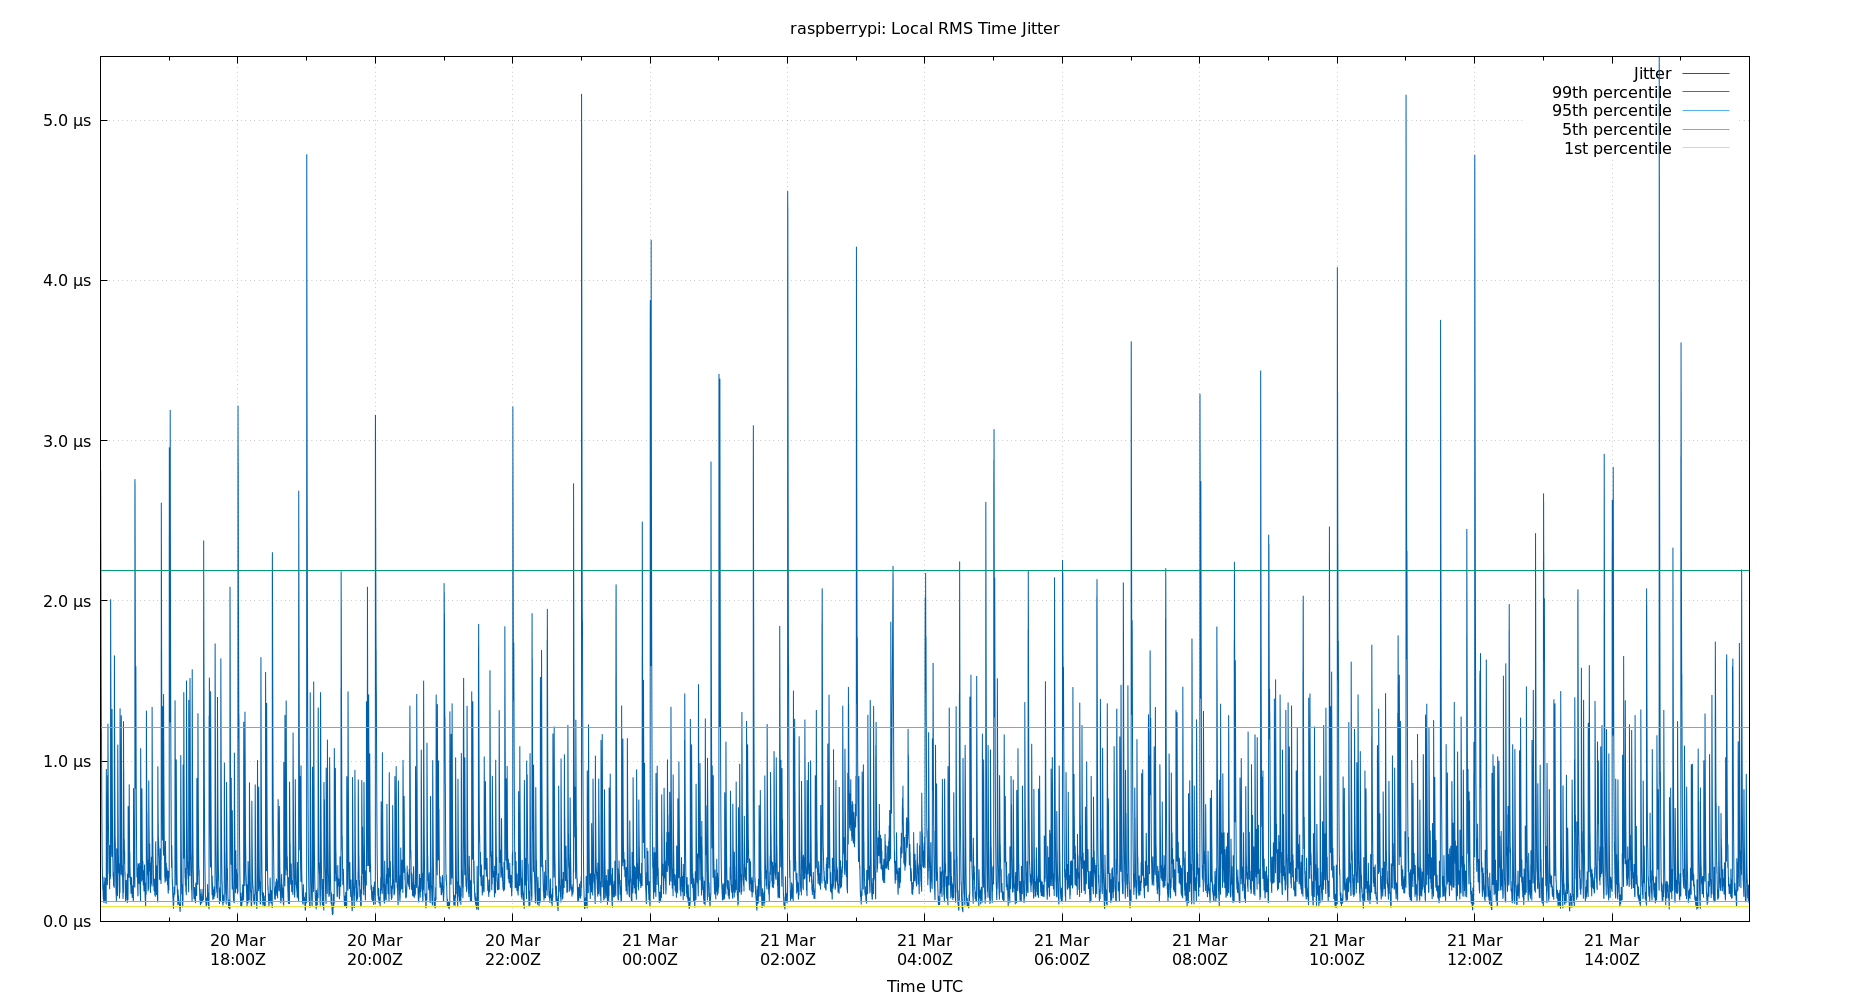 raspberrypi: Local RMS Time Jitter
Jitter
99th percentile
95th percentile
5th percentile
1st percentile
5.0 µs
4.0 µs
3.0 µs
2.0 µs
1.0 µs
0.0 µs
20 Mar 20 Mar 20 Mar 21 Mar 21 Mar 21 Mar 21 Mar 21 Mar 21 Mar 21 Mar 21 Mar
18:00Z 20:00Z 22:00Z 00:00Z 02:00Z 04:00Z 06:00Z 08:00Z 10:00Z 12:00Z 14:00Z
Time UTC